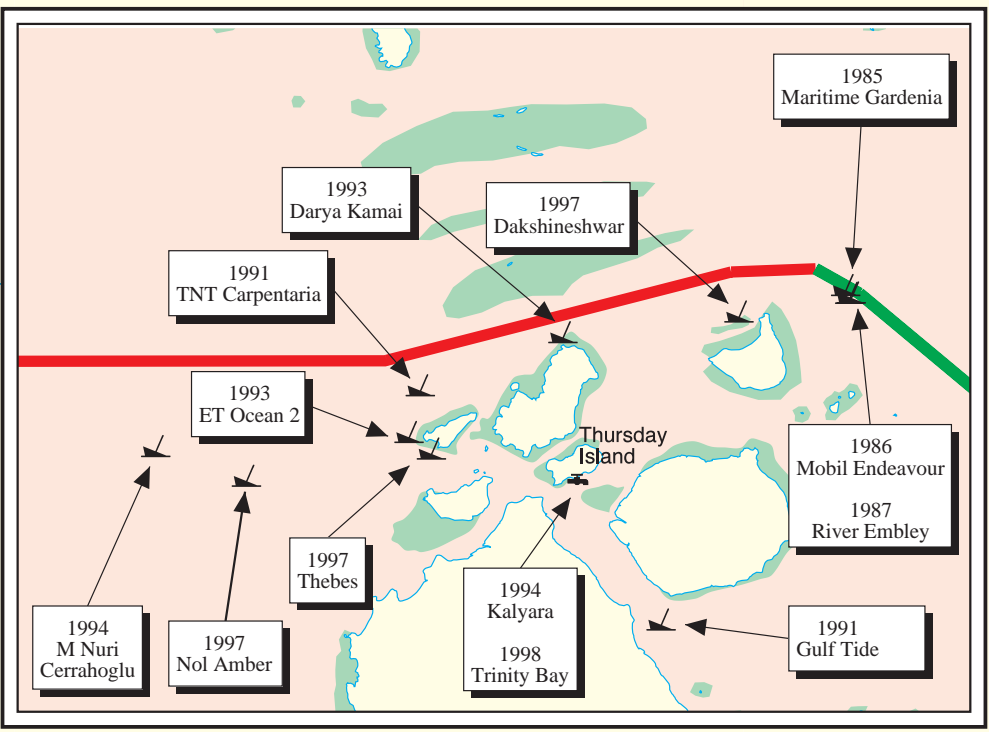 1985
Maritime Gardenia
1993
Darya Kamai
1997
Dakshineshwar
1991
TNT Carpentaria
1993
ET Ocean 2
Thursday
Island
1986
Mobil Endeavour
1987
River Embley
1997
Thebes
1994
Kalyara
1998
Trinity Bay
1994
M Nuri
Cerrahoglu
1997
Nol Amber
1991
Gulf Tide